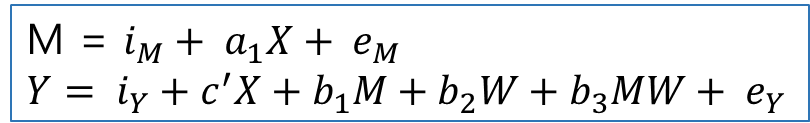 M = i_M + a_1X + e_M
Y = i_Y + c'X + b_1M + b_2W + b_3MW + e_Y